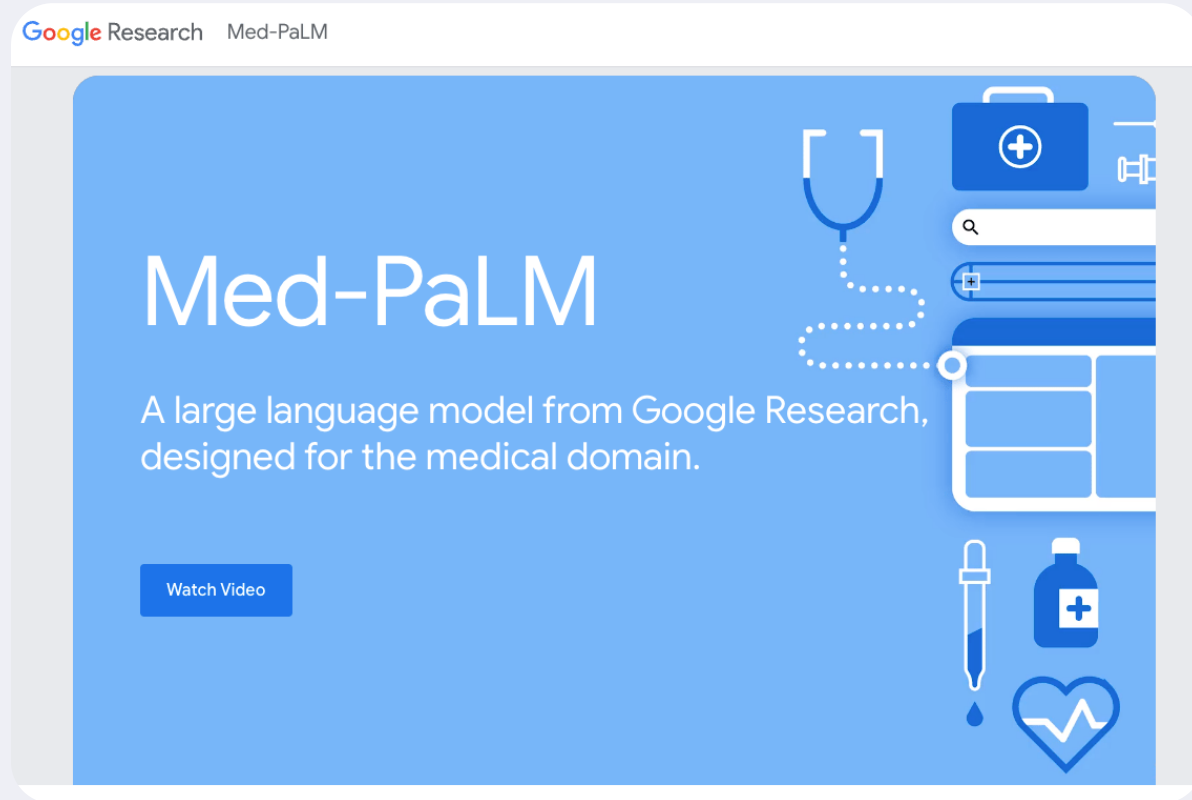 Google Research Med-PaLM
Med-PaLM
A large language model from Google Research,
designed for the medical domain.
Watch Video